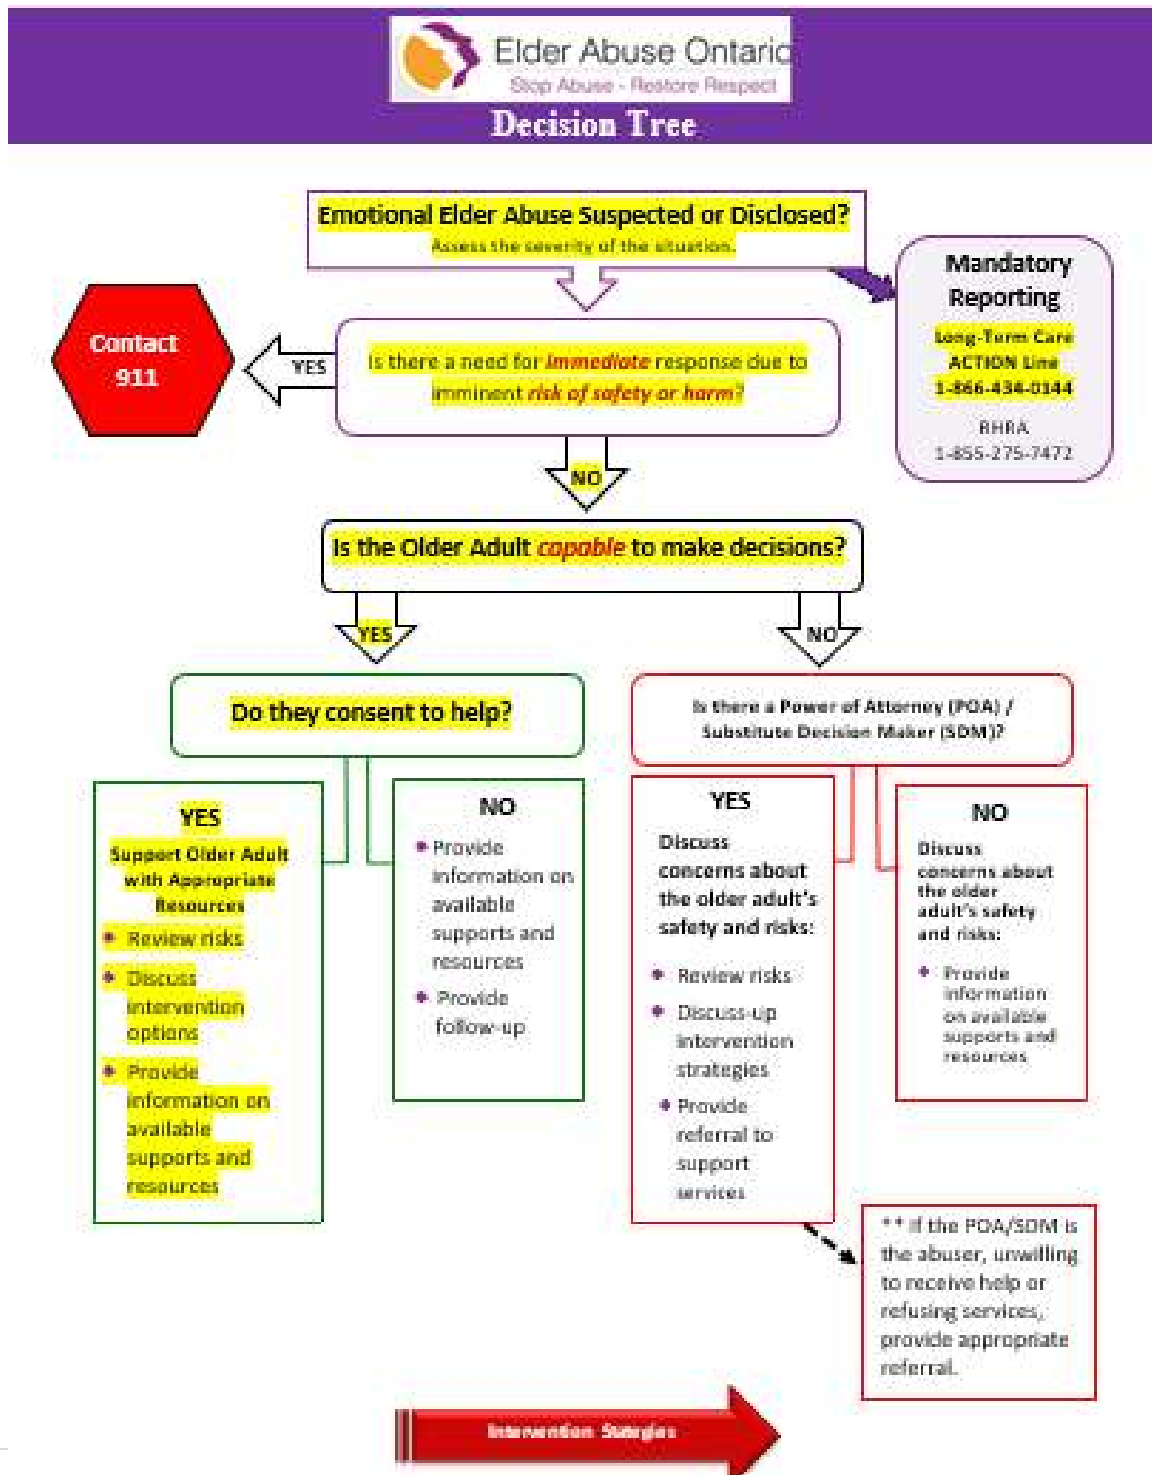 Elder Abuse Ontario
Stop Abuse - Restore Respect
Decision Tree
Emotional Elder Abuse Suspected or Disclosed?
Assess the severity of the situation.
Mandatory
Reporting
Long-Term Care
ACTION Line
1-866-434-0144
RHRA
1-855-275-7472
Contact
911
YES
Is there a need for immediate response due to
imminent risk of safety or harm?
NO
Is the Older Adult capable to make decisions?
YES
NO
Do they consent to help?
Is there a Power of Attorney (POA) /
Substitute Decision Maker (SDM)?
YES
Support Older Adult
with Appropriate
Resources
Review risks
Discuss
intervention
options
Provide
information on
available
supports and
resources
NO
Provide
information on
available
supports and
resources
Provide
follow-up
YES
Discuss
concerns about
the older adult's
safety and risks:
Review risks
Discuss-up
intervention
strategies
Provide
referral to
support
services
NO
Discuss
concerns about
the older
adult's safety
and risks:
Provide
information
on available
supports and
resources
** If the POA/SDM is
the abuser, unwilling
to receive help or
refusing services,
provide appropriate
referral.
Intervention Stategies